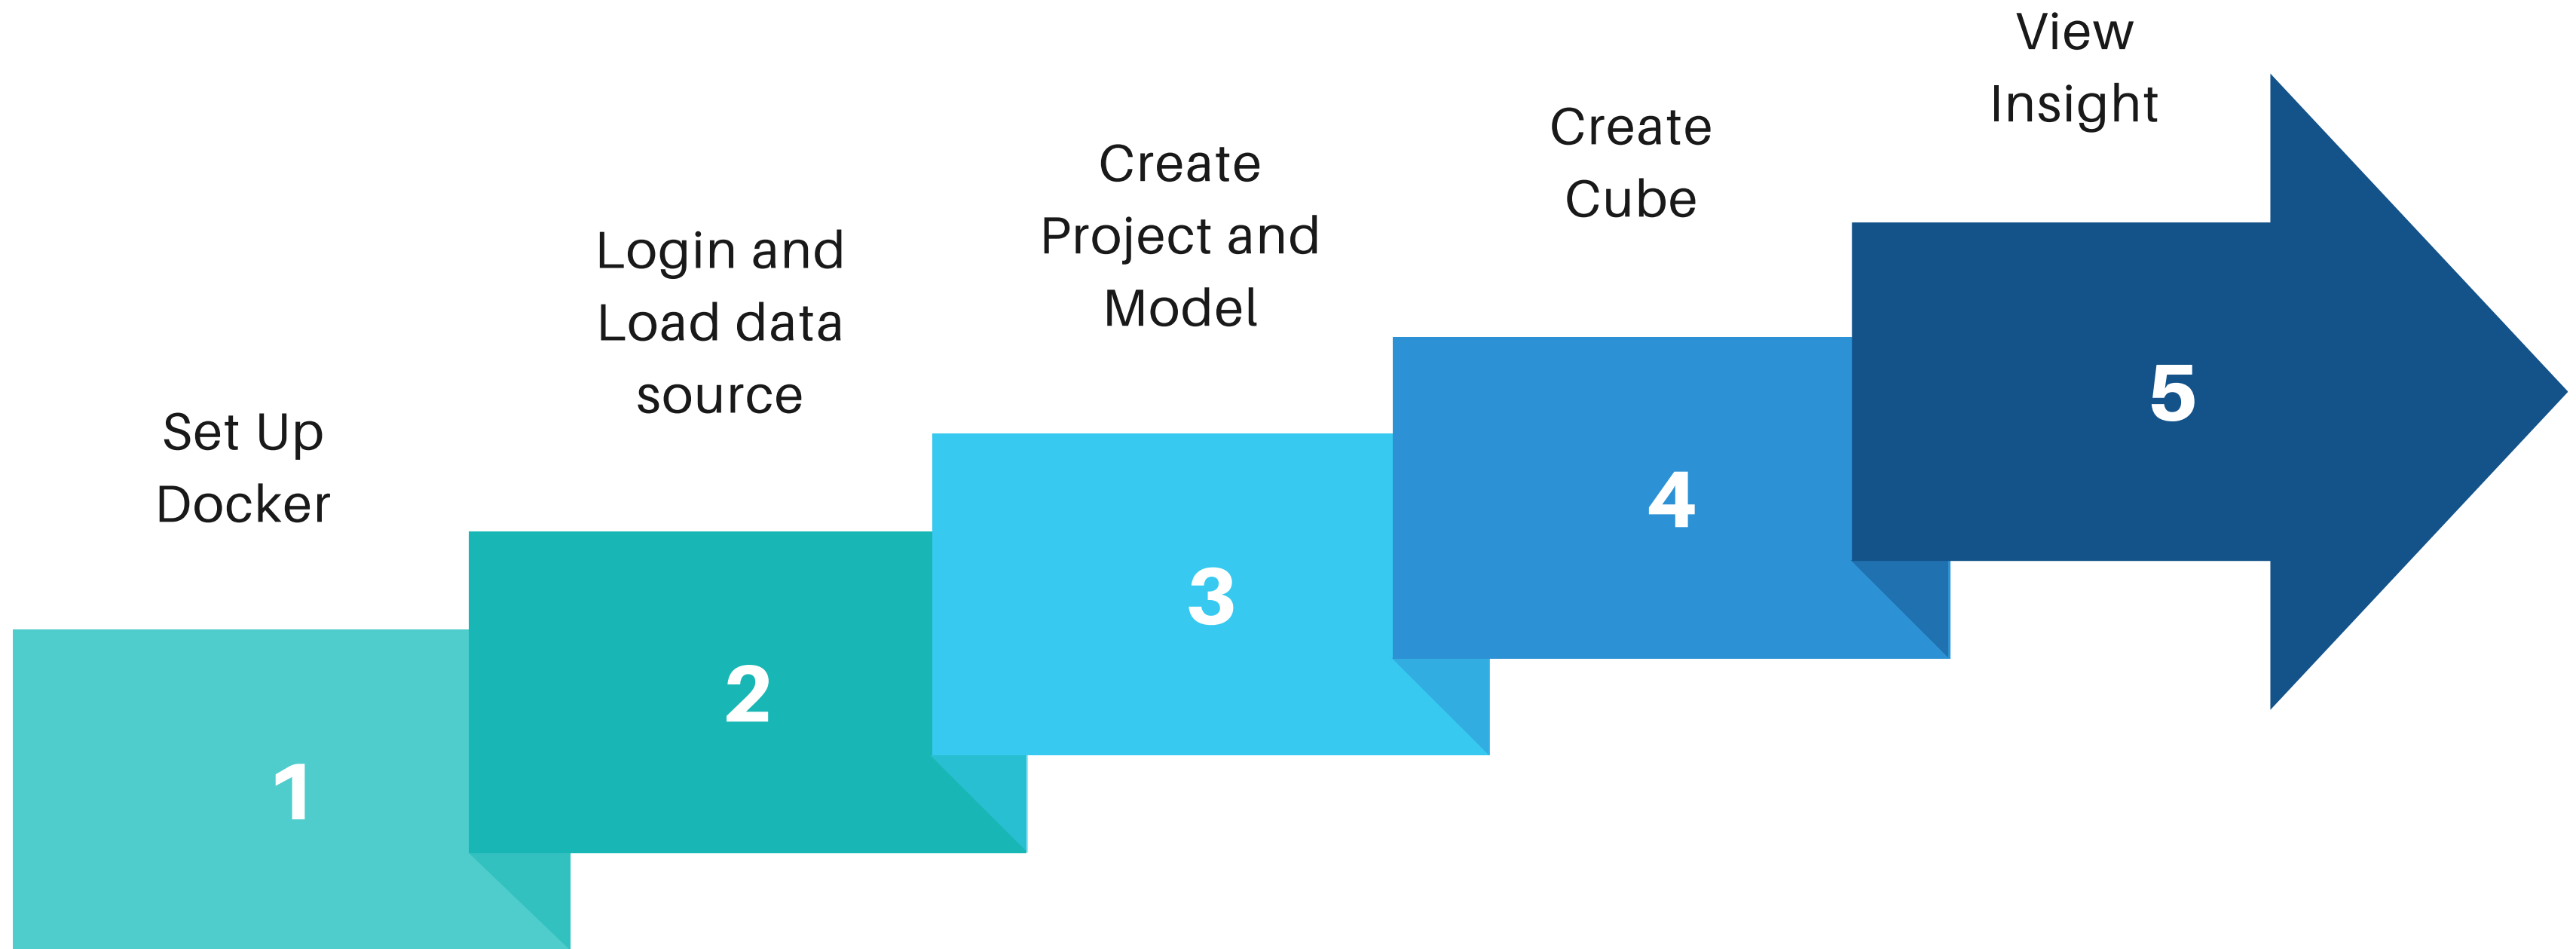 Set Up
Docker
1
Login and
Load data
source
2
Create
Project and
Model
3
Create
Cube
4
View
Insight
5